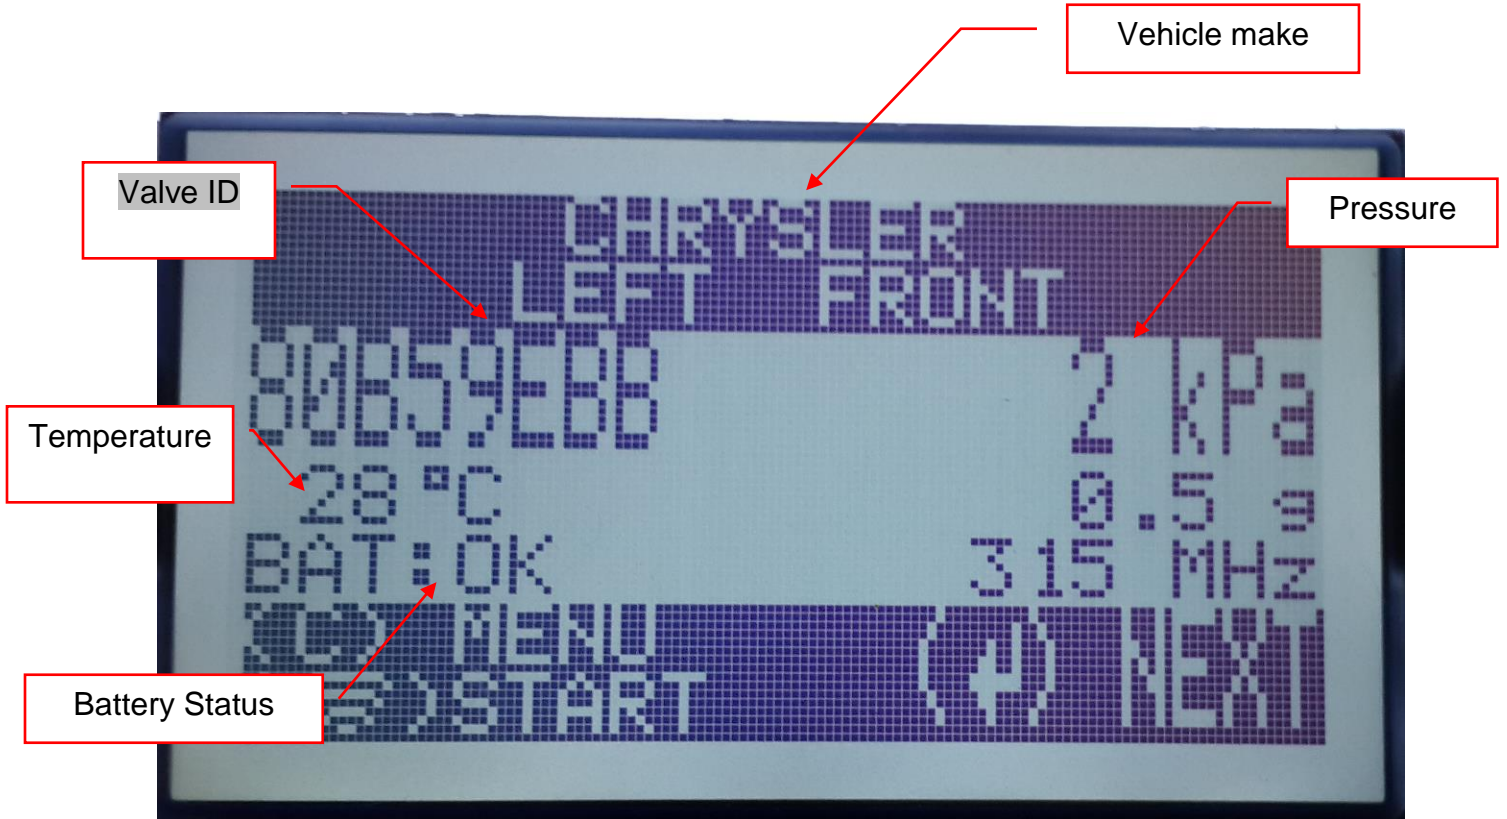 Vehicle make
Valve ID
Pressure
CHRYSLER
LEFT FRONT
80B59EBB 2 kPa
Temperature
28 °C 0.5 g
BAT:OK 315 MHz
(C) MENU (↲) NEXT
Battery Status
)START